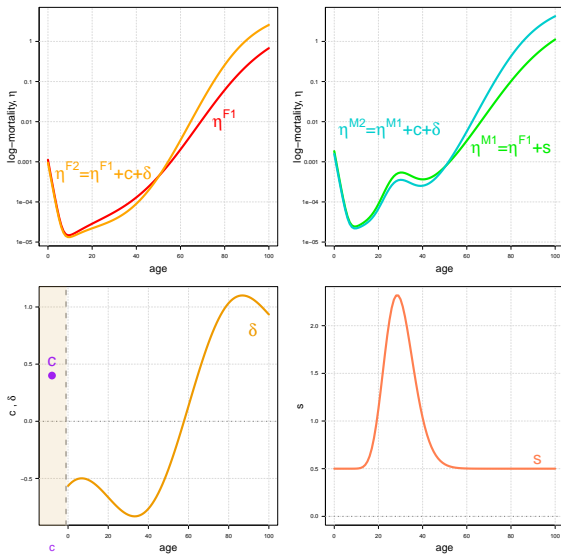 1
0.1
0.01
0.001
1e−04
1e−05
log−mortality, η
η^F1
η^F2=η^F1+c+δ
0 20 40 60 80 100
age
1
0.1
0.01
0.001
1e−04
1e−05
log−mortality, η
η^M2=η^M1+c+δ
η^M1=η^F1+s
0 20 40 60 80 100
age
1.0
0.5
0.0
−0.5
c , δ
c
δ
0 20 40 60 80 100
c
age
2.0
1.5
1.0
0.5
0.0
s
s
0 20 40 60 80 100
age